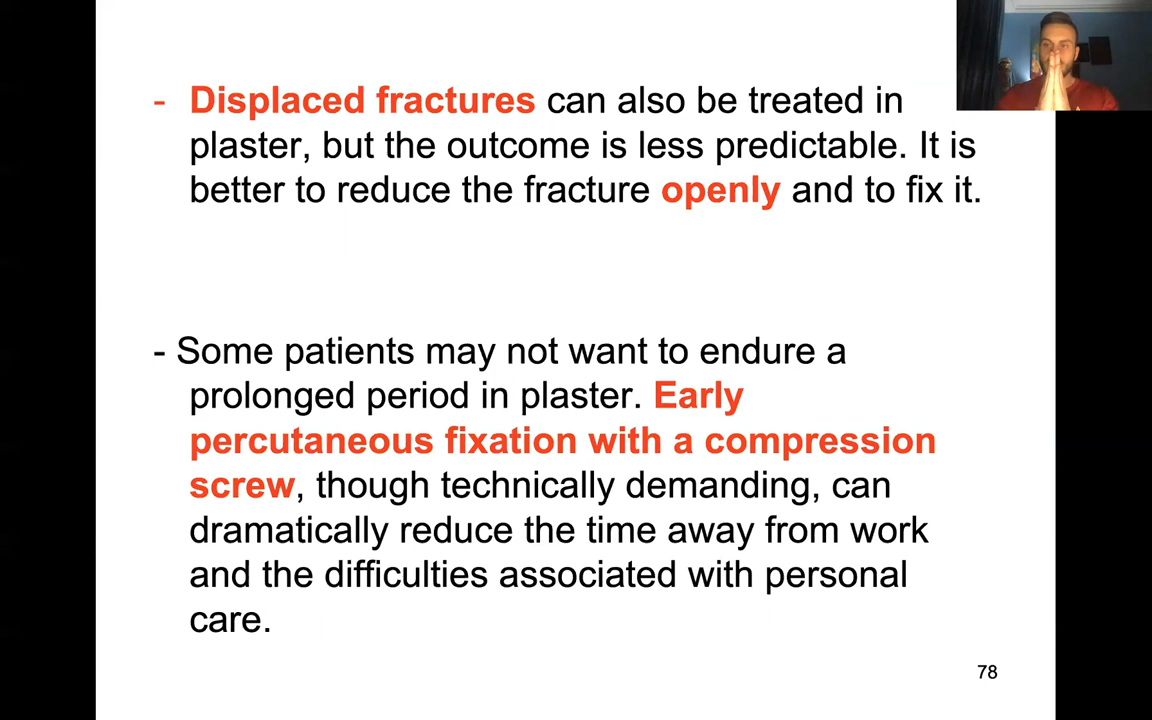 - Displaced fractures can also be treated in
plaster, but the outcome is less predictable. It is
better to reduce the fracture openly and to fix it.
- Some patients may not want to endure a
prolonged period in plaster. Early
percutaneous fixation with a compression
screw, though technically demanding, can
dramatically reduce the time away from work
and the difficulties associated with personal
care.
78